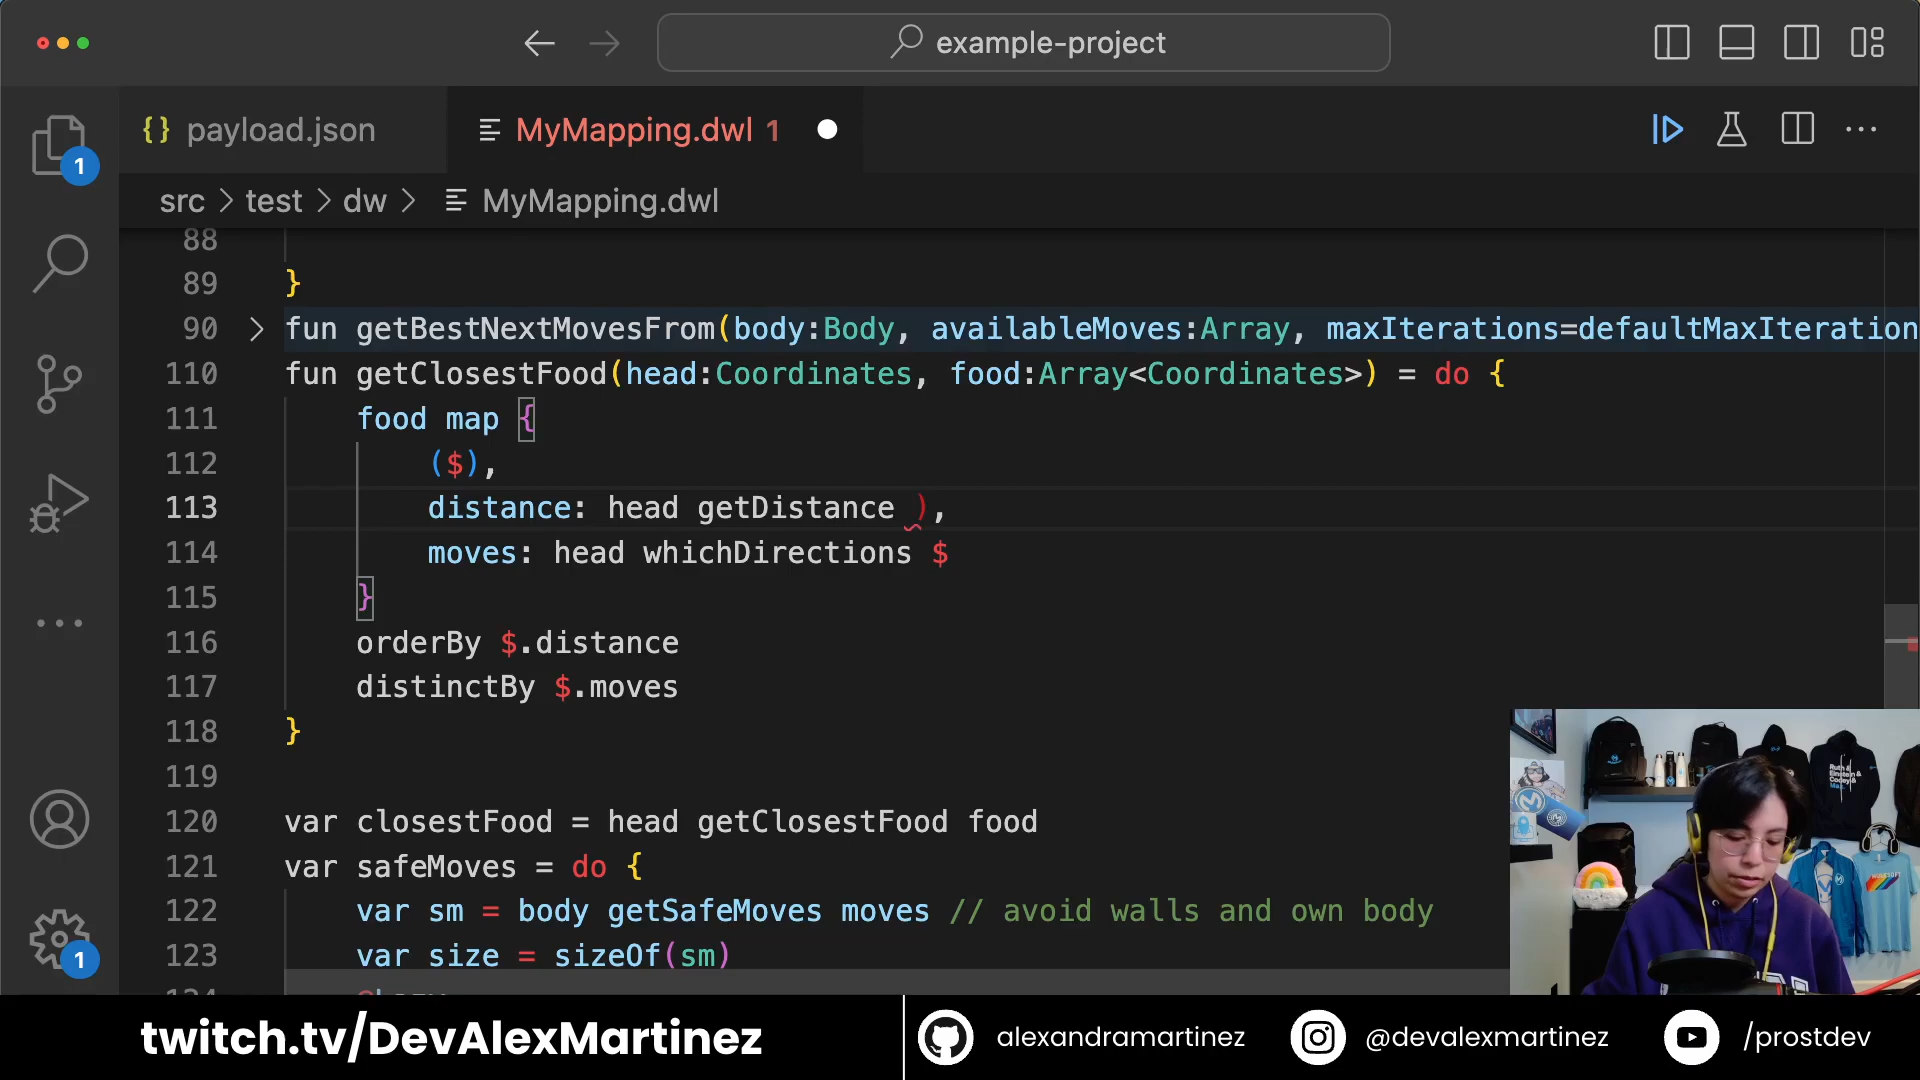 example-project
{} payload.json
MyMapping.dwl 1
1
src > test > dw > MyMapping.dwl
88
89 }
90 > fun getBestNextMovesFrom(body:Body, availableMoves:Array, maxIterations=defaultMaxIteration
110 fun getClosestFood(head:Coordinates, food:Array<Coordinates>) = do {
111 food map {
112 ($),
113 distance: head getDistance ),
114 moves: head whichDirections $
115 }
116 orderBy $.distance
117 distinctBy $.moves
118 }
119
120 var closestFood = head getClosestFood food
121 var safeMoves = do {
122 var sm = body getSafeMoves moves // avoid walls and own body
123 var size = sizeOf(sm)
1
twitch.tv/DevAlexMartinez
alexandramartinez
@devalexmartinez
/prostdev